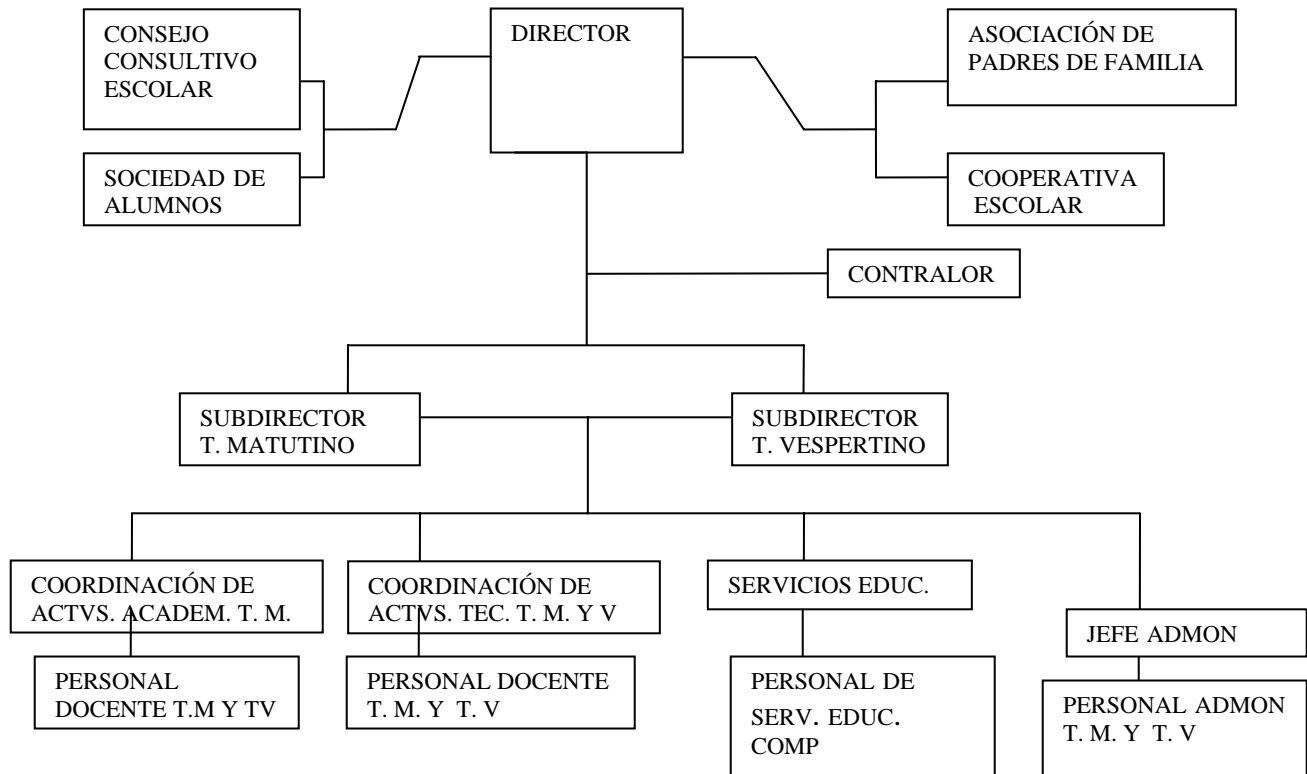 CONSEJO
CONSULTIVO
ESCOLAR
DIRECTOR
ASOCIACIÓN DE
PADRES DE FAMILIA
SOCIEDAD DE
ALUMNOS
COOPERATIVA
ESCOLAR
CONTRALOR
SUBDIRECTOR
T. MATUTINO
SUBDIRECTOR
T. VESPERTINO
COORDINACIÓN DE
ACTVS. ACADEM. T. M.
COORDINACIÓN DE
ACTVS. TEC. T. M. Y V
SERVICIOS EDUC.
JEFE ADMON
PERSONAL
DOCENTE T.M Y TV
PERSONAL DOCENTE
T. M. Y T. V
PERSONAL DE
SERV. EDUC.
COMP
PERSONAL ADMON
T. M. Y T. V